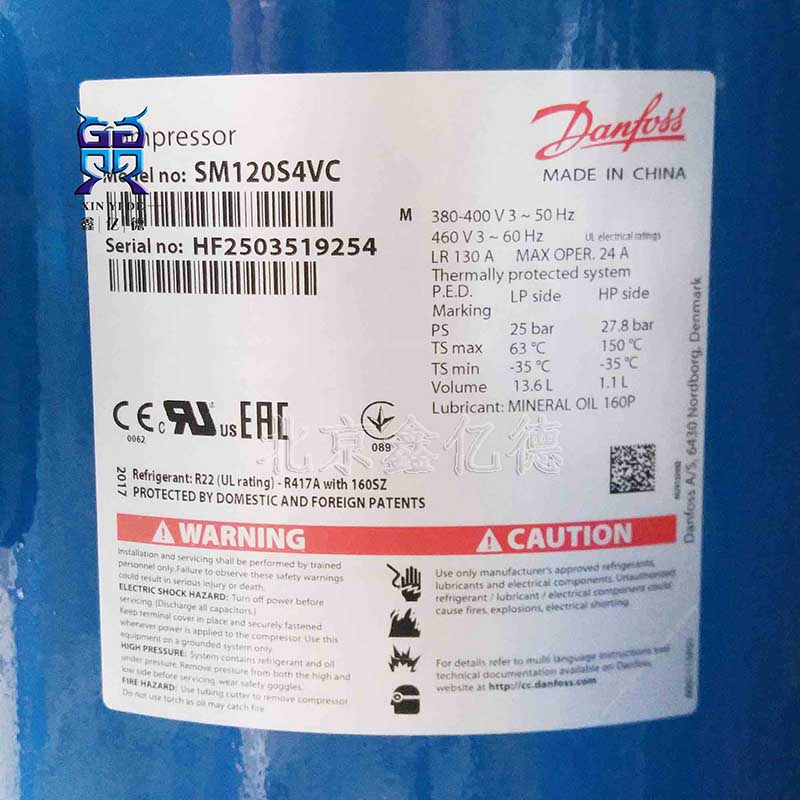 Compressor
Model no: SM120S4VC
XIN YI DE
鑫亿德
Serial no: HF2503519254
Danfoss
MADE IN CHINA
M 380-400 V 3 ~ 50 Hz
460 V 3 ~ 60 Hz UL electrical ratings
LR 130 A MAX OPER. 24 A
Thermally protected system
P.E.D. LP side HP side
Marking
PS 25 bar 27.8 bar
TS max 63 °C 150 °C
TS min -35 °C -35 °C
Volume 13.6 L 1.1 L
Lubricant: MINERAL OIL 160P
CE 0062 c RU US EAC 089
北京鑫亿德
2017
Refrigerant: R22 (UL rating) - R417A with 160SZ
PROTECTED BY DOMESTIC AND FOREIGN PATENTS
Danfoss A/S, 6430 Nordborg, Denmark
WARNING
Installation and servicing shall be performed by trained
personnel only. Failure to observe these safety warnings
could result in serious injury or death.
ELECTRIC SHOCK HAZARD: Turn off power before
servicing (Discharge all capacitors.)
Keep terminal cover in place and securely fastened
whenever power is applied to the compressor. Use this
equipment on a grounded system only.
HIGH PRESSURE: System contains refrigerant and oil
under pressure. Remove pressure from both the high and
low side before servicing, wear safety goggles.
FIRE HAZARD: Use tubing cutter to remove compressor
Do not use torch as oil may catch fire.
CAUTION
Use only manufacturer's approved refrigerants,
lubricants and electrical components. Unauthorized
refrigerant / lubricant / electrical component could
cause fires, explosions, electrical shorting.
For details refer to multi language instructions and
technical documentation available on Danfoss,
website at http://cc.danfoss.com